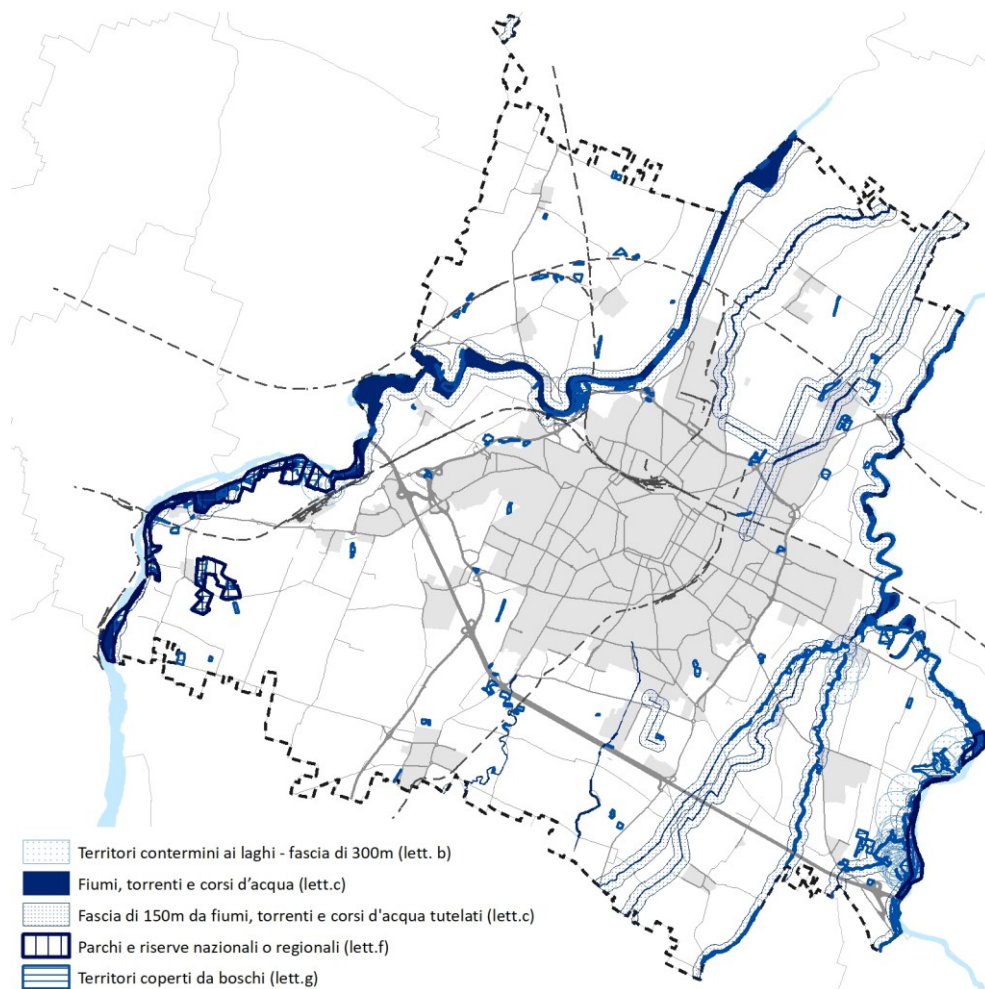 Territori contermini ai laghi - fascia di 300m (lett. b)
Fiumi, torrenti e corsi d’acqua (lett.c)
Fascia di 150m da fiumi, torrenti e corsi d'acqua tutelati (lett.c)
Parchi e riserve nazionali o regionali (lett.f)
Territori coperti da boschi (lett.g)